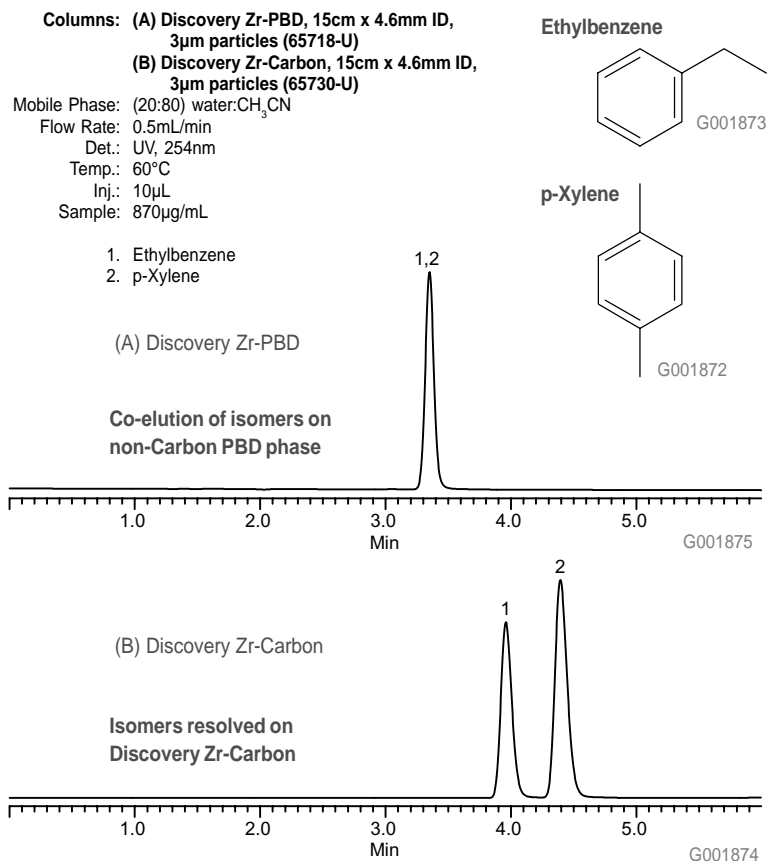 Columns: (A) Discovery Zr-PBD, 15cm x 4.6mm ID,
3µm particles (65718-U)
(B) Discovery Zr-Carbon, 15cm x 4.6mm ID,
3µm particles (65730-U)
Mobile Phase: (20:80) water:CH3CN
Flow Rate: 0.5mL/min
Det.: UV, 254nm
Temp.: 60°C
Inj.: 10µL
Sample: 870µg/mL
1. Ethylbenzene
2. p-Xylene
Ethylbenzene
G001873
p-Xylene
G001872
1,2
(A) Discovery Zr-PBD
Co-elution of isomers on
non-Carbon PBD phase
1.0 2.0 3.0 4.0 5.0
Min
G001875
1
2
(B) Discovery Zr-Carbon
Isomers resolved on
Discovery Zr-Carbon
1.0 2.0 3.0 4.0 5.0
Min
G001874